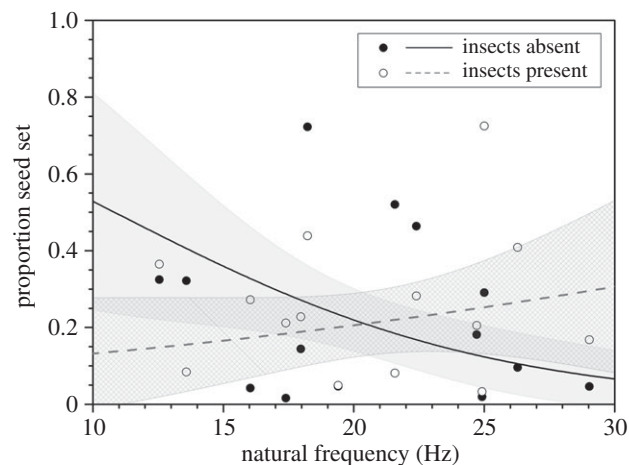 1.0
0.8
0.6
0.4
0.2
0
proportion seed set
insects absent
insects present
10 15 20 25 30
natural frequency (Hz)